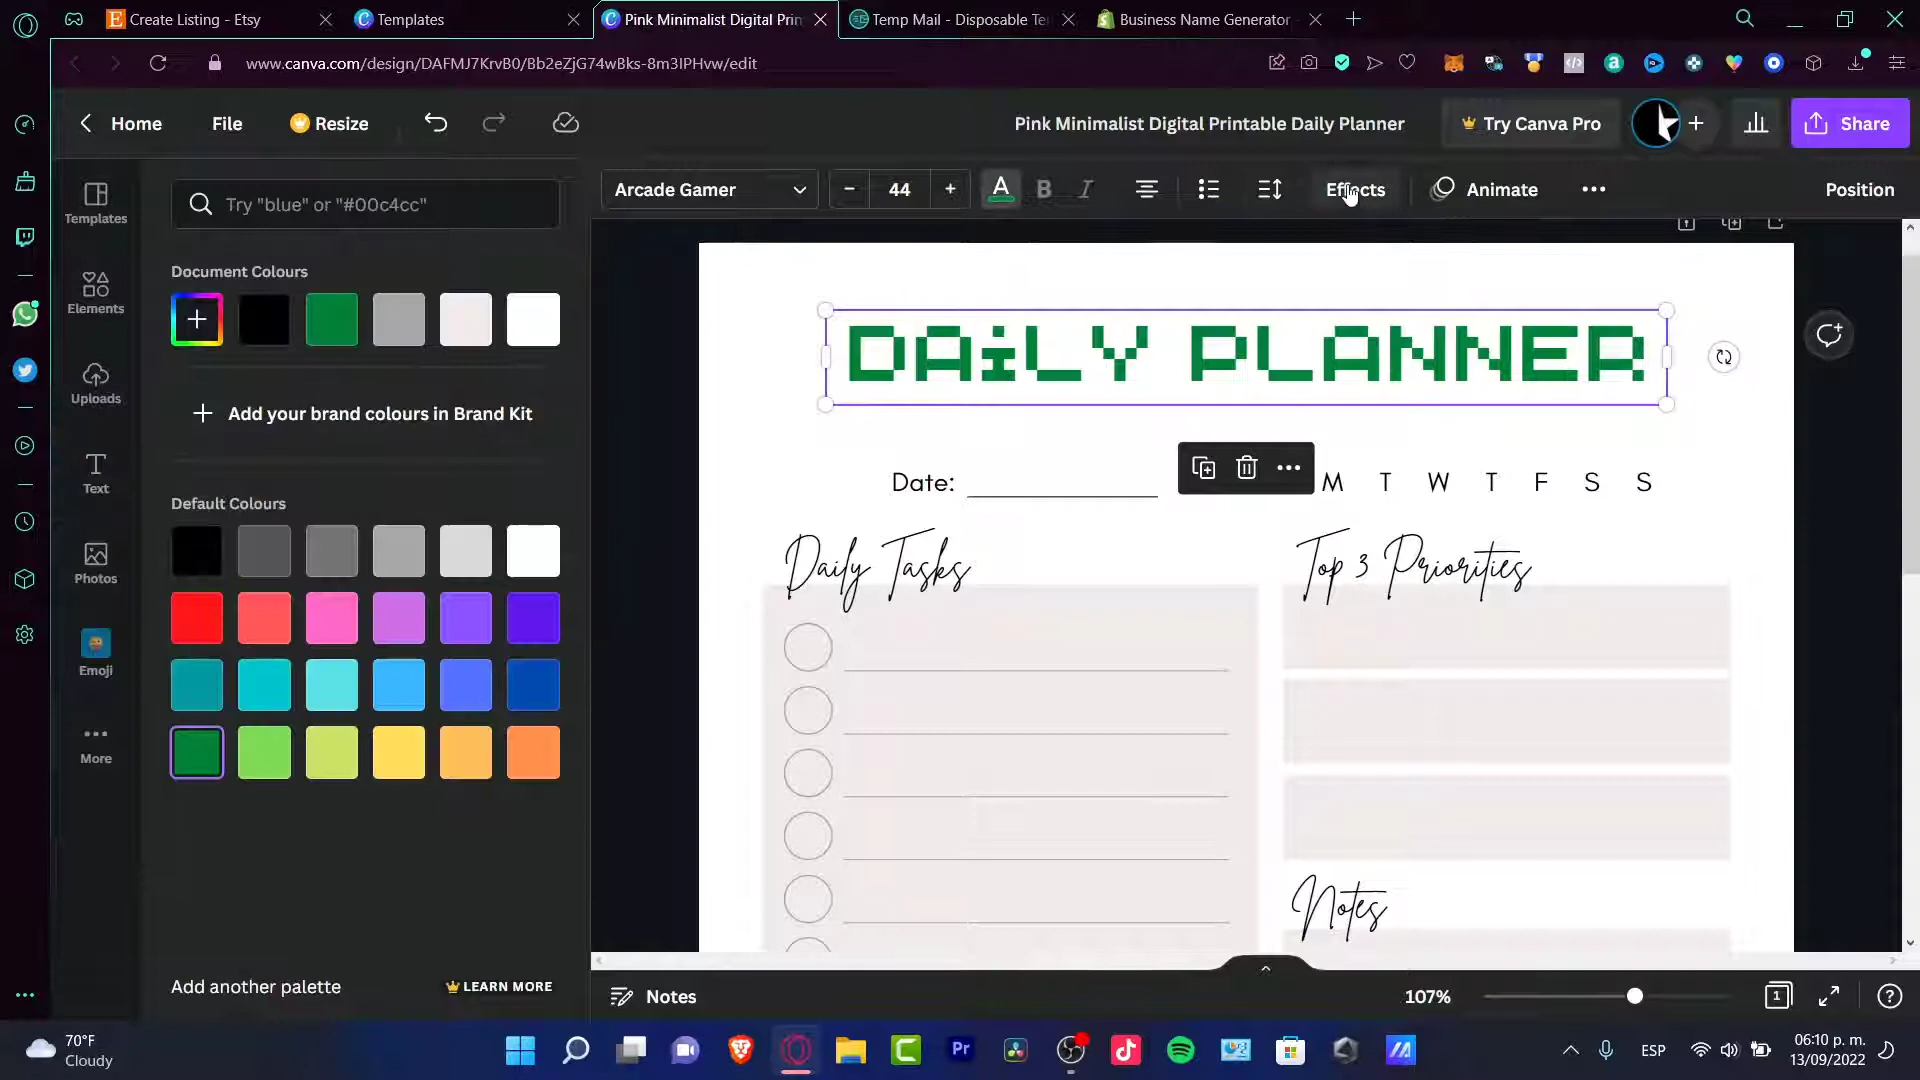 Create Listing - Etsy
Templates
Pink Minimalist Digital Prin
Temp Mail - Disposable Te
Business Name Generator -
www.canva.com/design/DAFMJ7KrvB0/Bb2eZjG74wBks-8m3IPHvw/edit
Home
File
Resize
Pink Minimalist Digital Printable Daily Planner
Try Canva Pro
Share
Templates
Elements
Uploads
Text
Photos
Emoji
More
Try "blue" or "#00c4cc"
Document Colours
Add your brand colours in Brand Kit
Default Colours
Add another palette
LEARN MORE
Arcade Gamer
44
A
B
I
Effects
Animate
Position
DAiLY PLANNER
Date:
M T W T F S S
Daily Tasks
Top 3 Priorities
Notes
Notes
107%
1
70°F
Cloudy
Pr
ESP
06:10 p. m.
13/09/2022